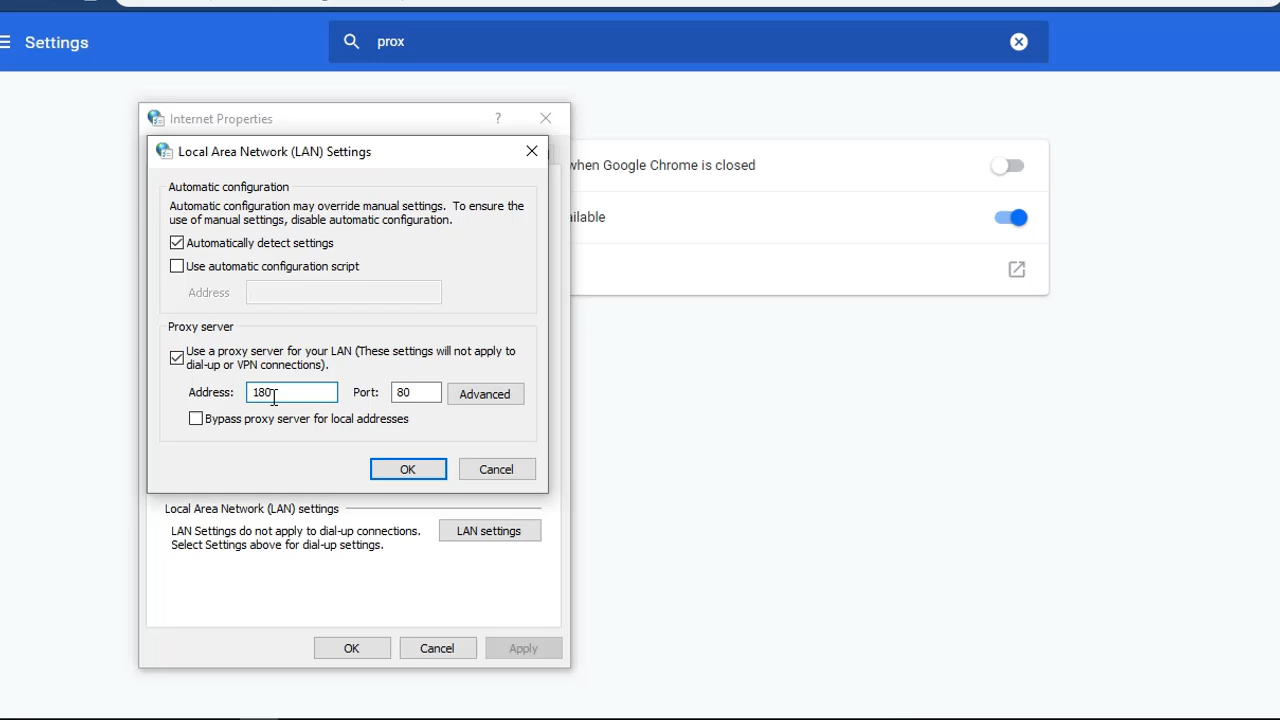 Settings
prox
Internet Properties
?
Local Area Network (LAN) Settings
when Google Chrome is closed
Automatic configuration
Automatic configuration may override manual settings. To ensure the
use of manual settings, disable automatic configuration.
Automatically detect settings
Use automatic configuration script
Address
Proxy server
Use a proxy server for your LAN (These settings will not apply to
dial-up or VPN connections).
Address: 180 Port: 80 Advanced
Bypass proxy server for local addresses
OK Cancel
Local Area Network (LAN) settings
LAN Settings do not apply to dial-up connections.
Select Settings above for dial-up settings.
LAN settings
OK Cancel Apply